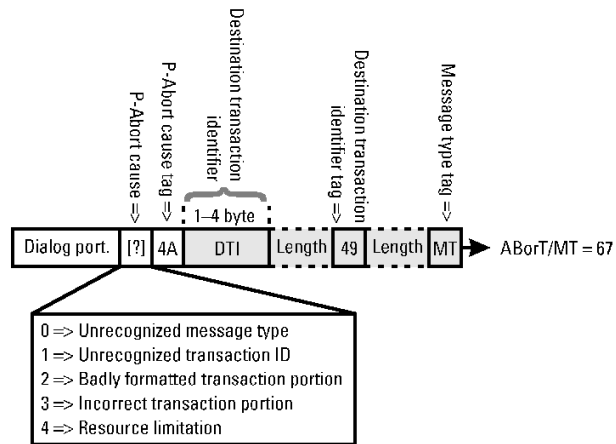 P-Abort cause =>
P-Abort cause tag =>
Destination transaction
identifier
Destination transaction
identifier tag =>
Message type tag =>
1–4 byte
Dialog port. [?] 4A DTI Length 49 Length MT ABorT/MT = 67
0 => Unrecognized message type
1 => Unrecognized transaction ID
2 => Badly formatted transaction portion
3 => Incorrect transaction portion
4 => Resource limitation